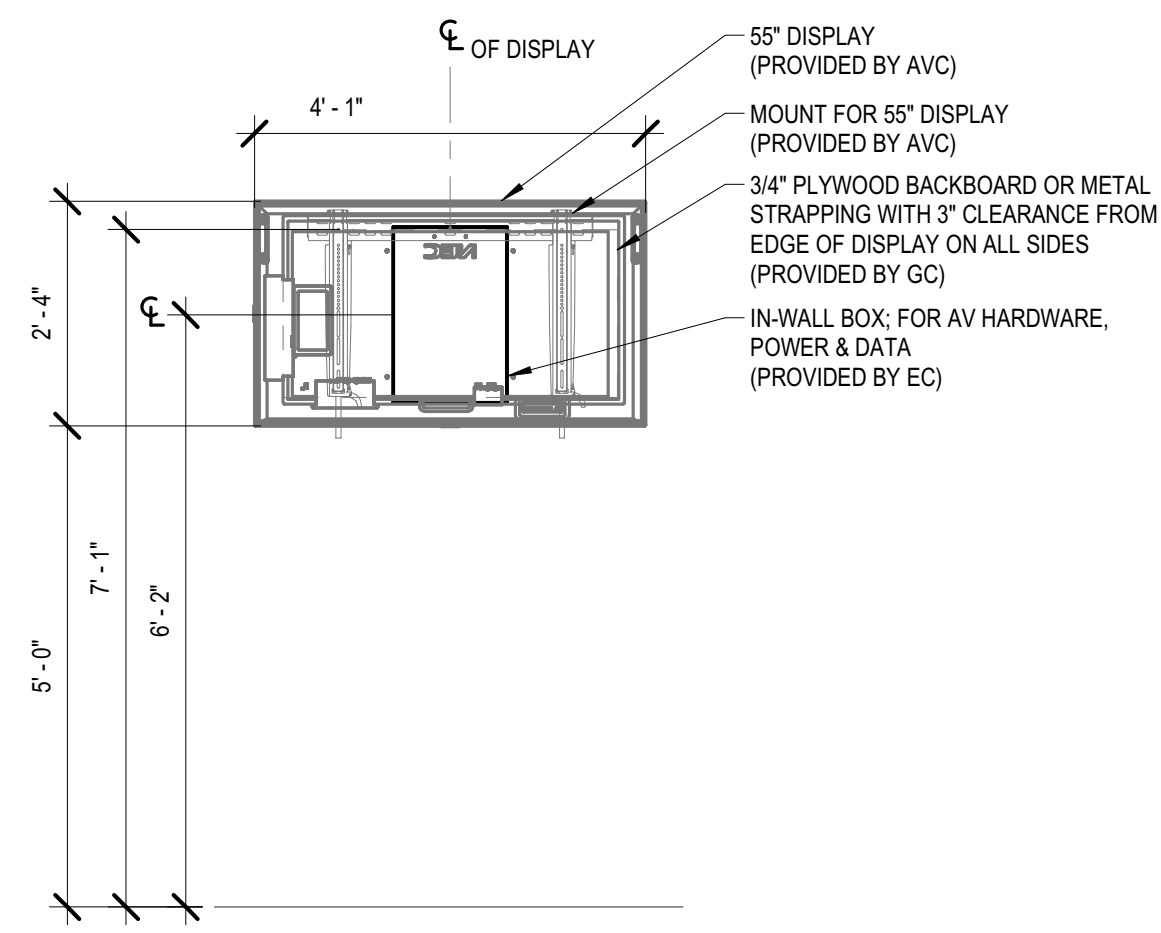 ℄ OF DISPLAY
4' - 1"
55" DISPLAY
(PROVIDED BY AVC)
MOUNT FOR 55" DISPLAY
(PROVIDED BY AVC)
3/4" PLYWOOD BACKBOARD OR METAL
STRAPPING WITH 3" CLEARANCE FROM
EDGE OF DISPLAY ON ALL SIDES
(PROVIDED BY GC)
IN-WALL BOX; FOR AV HARDWARE,
POWER & DATA
(PROVIDED BY EC)
NEC
℄
2' - 4"
7' - 1"
6' - 2"
5' - 0"